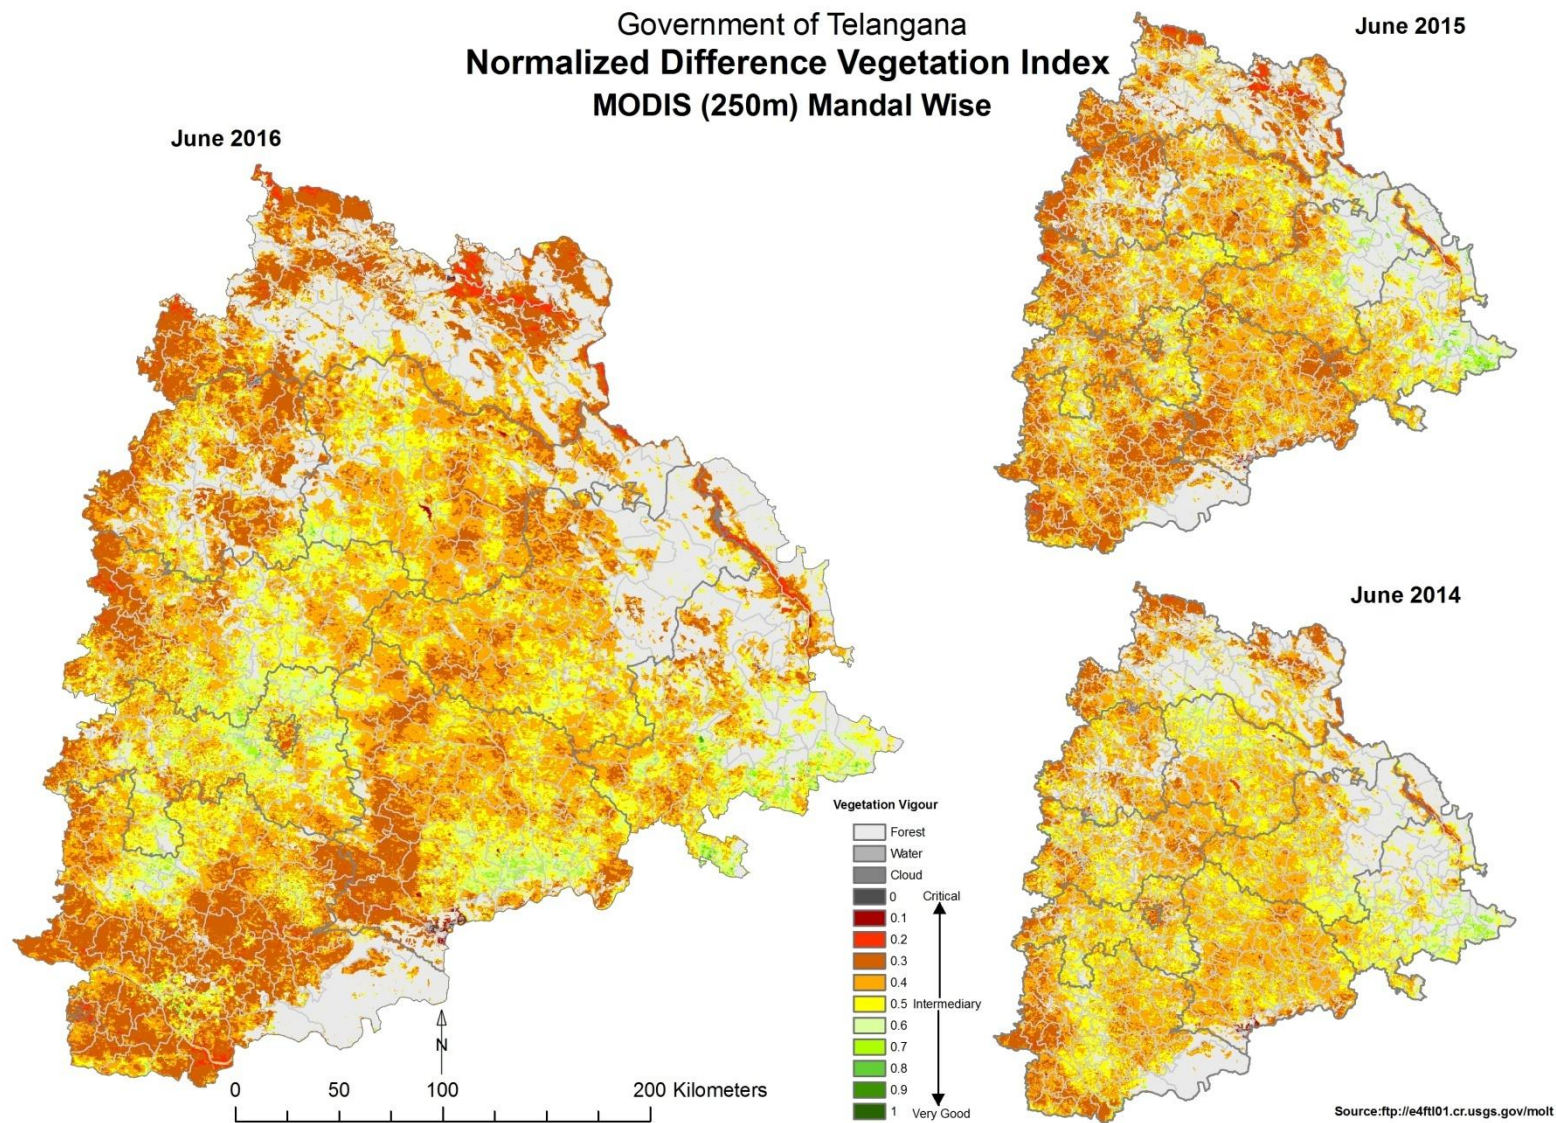 Government of Telangana
Normalized Difference Vegetation Index
MODIS (250m) Mandal Wise
June 2015
June 2016
June 2014
Vegetation Vigour
Forest
Water
Cloud
0 Critical
0.1
0.2
0.3
0.4
0.5 Intermediary
0.6
0.7
0.8
0.9
1 Very Good
N
0 50 100 200 Kilometers
Source:ftp://e4ftl01.cr.usgs.gov/molt